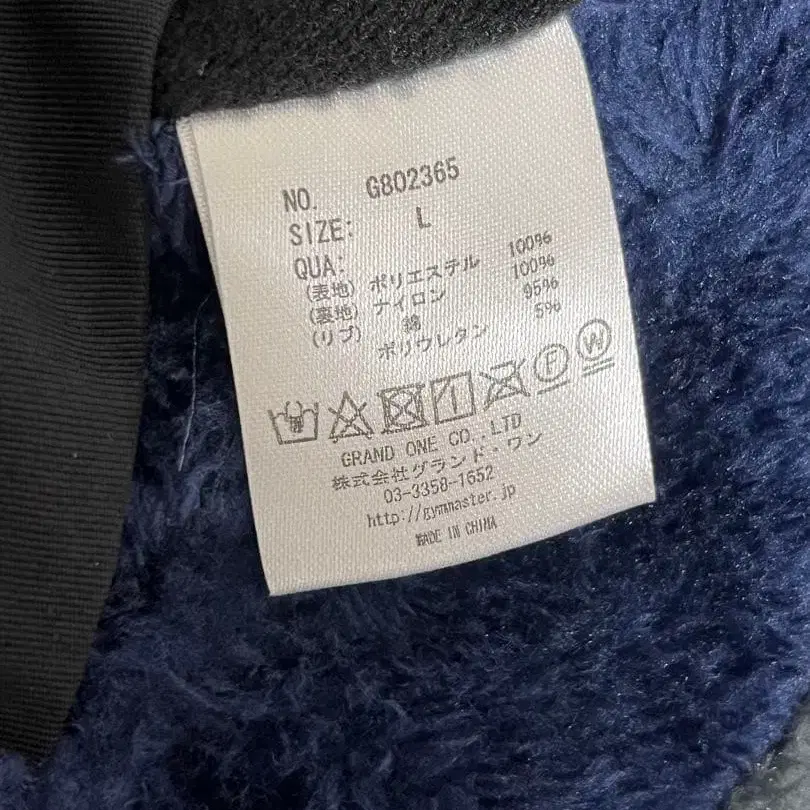 NO. G802365
SIZE: L
QUA:
(表地) ポリエステル 100%
(裏地) ナイロン 100%
(リブ) 綿 95%
ポリウレタン 5%
F W
GRAND ONE CO.,LTD
株式会社グランド・ワン
03-3358-1652
http://gymmaster.jp
MADE IN CHINA